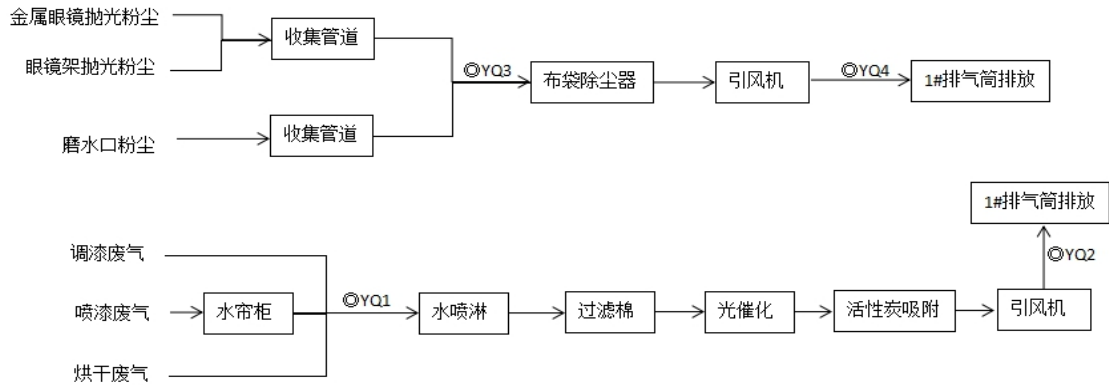 金属眼镜抛光粉尘
眼镜架抛光粉尘
收集管道
磨水口粉尘
收集管道
◎YQ3
布袋除尘器
引风机
◎YQ4
1#排气筒排放
调漆废气
喷漆废气
水帘柜
烘干废气
◎YQ1
水喷淋
过滤棉
光催化
活性炭吸附
引风机
◎YQ2
1#排气筒排放